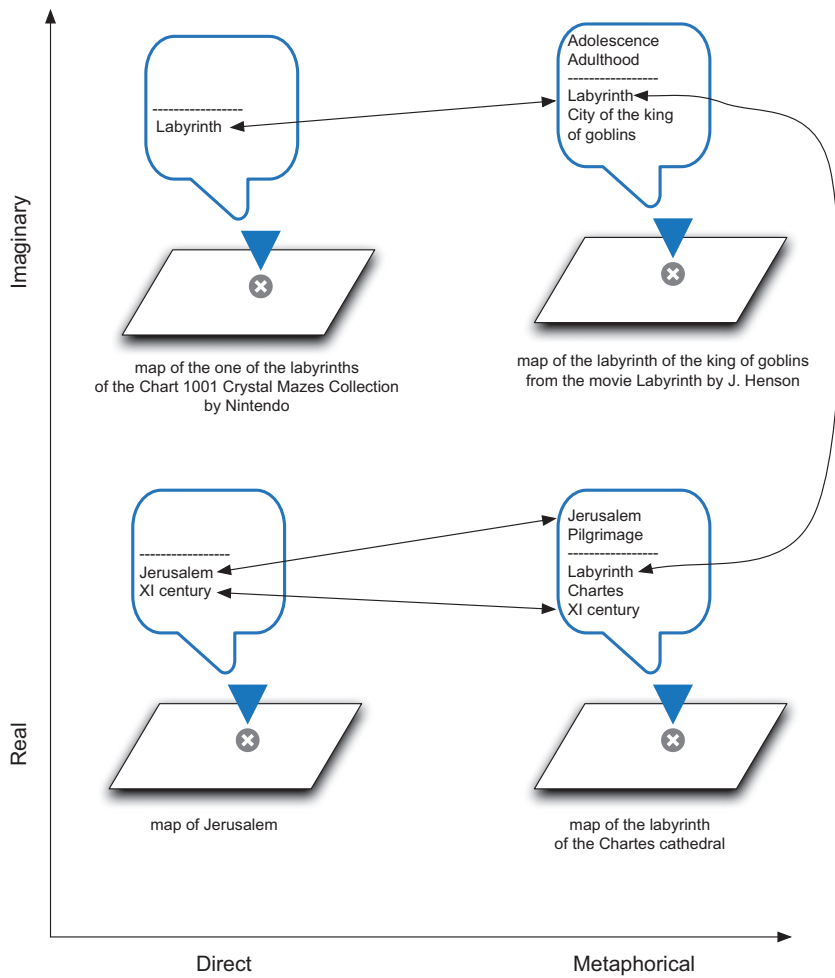 Imaginary
------------------
Labyrinth
map of the one of the labyrinths
of the Chart 1001 Crystal Mazes Collection
by Nintendo
Adolescence
Adulthood
------------------
Labyrinth
City of the king
of goblins
map of the labyrinth of the king of goblins
from the movie Labyrinth by J. Henson
Real
------------------
Jerusalem
XI century
map of Jerusalem
Jerusalem
Pilgrimage
------------------
Labyrinth
Chartes
XI century
map of the labyrinth
of the Chartes cathedral
Direct
Metaphorical